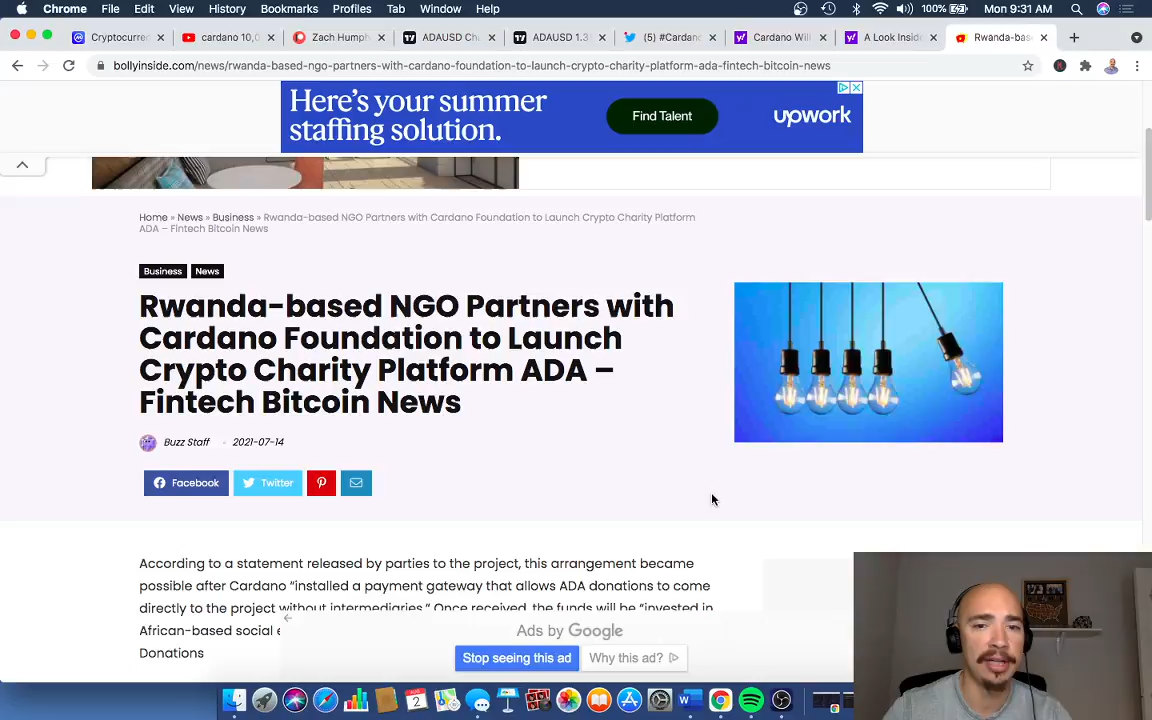 Chrome File Edit View History Bookmarks Profiles Tab Window Help 100% Mon 9:31 AM
Cryptocurren cardano 10,0 Zach Humph ADAUSD Ch ADAUSD 1.3 (5) #Cardano Cardano Will A Look Inside Rwanda-bas
bollyinside.com/news/rwanda-based-ngo-partners-with-cardano-foundation-to-launch-crypto-charity-platform-ada-fintech-bitcoin-news
Here's your summer
staffing solution.
Find Talent
upwork
Home » News » Business » Rwanda-based NGO Partners with Cardano Foundation to Launch Crypto Charity Platform
ADA – Fintech Bitcoin News
Business News
Rwanda-based NGO Partners with
Cardano Foundation to Launch
Crypto Charity Platform ADA –
Fintech Bitcoin News
Buzz Staff 2021-07-14
Facebook Twitter
According to a statement released by parties to the project, this arrangement became
possible after Cardano “installed a payment gateway that allows ADA donations to come
directly to the project without intermediaries.” Once received, the funds will be “invested in
African-based social
Donations
Ads by Google
Stop seeing this ad Why this ad?
2